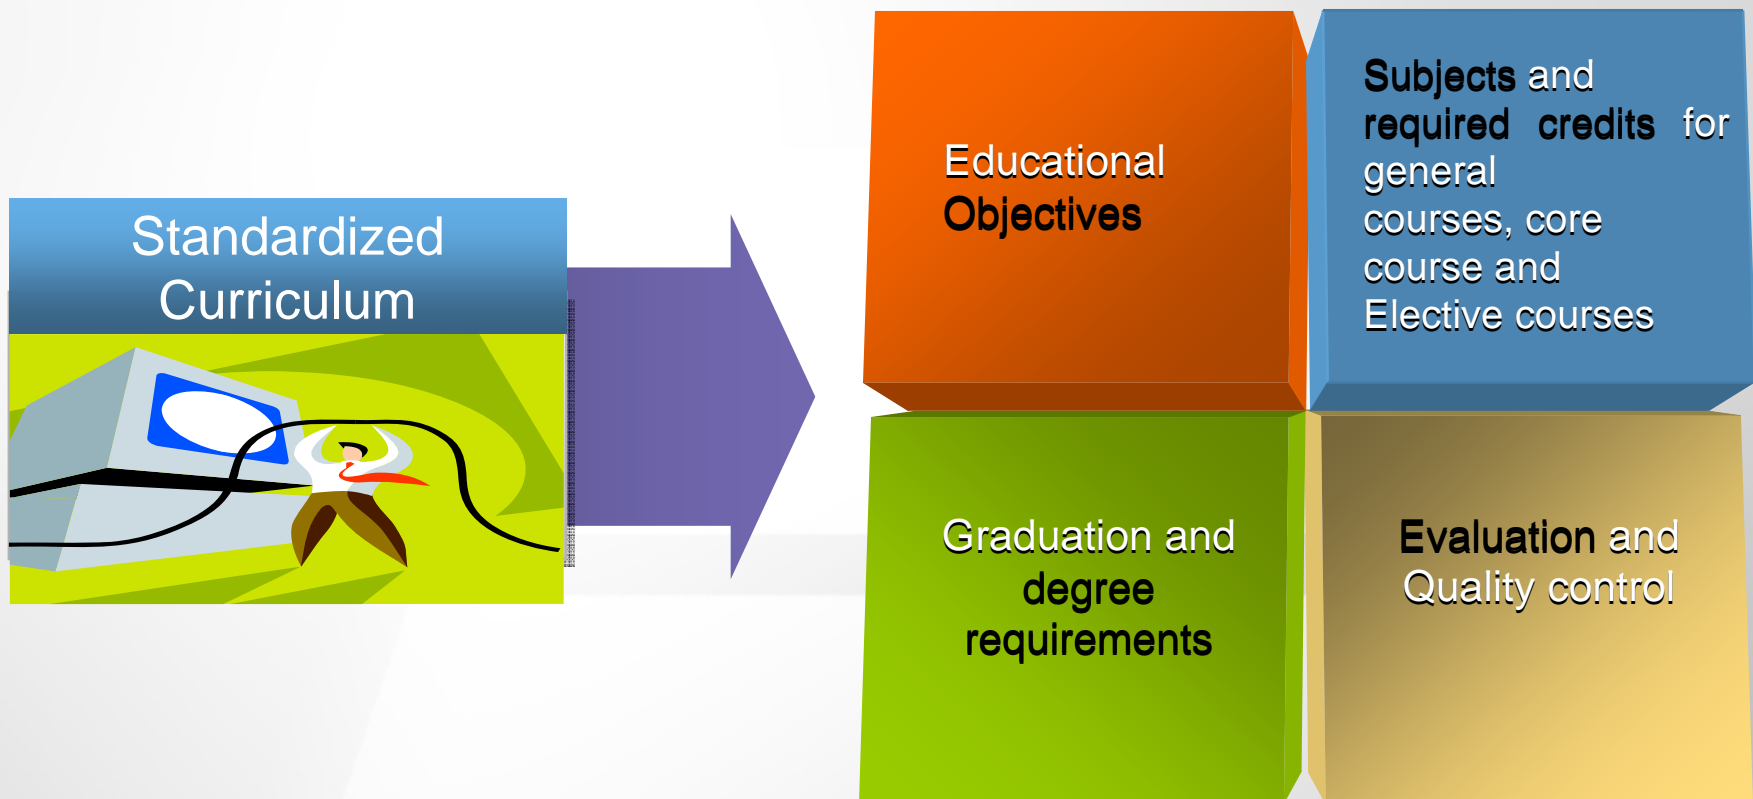 Standardized
Curriculum
Educational
Objectives
Subjects and
required credits for
general
courses, core
course and
Elective courses
Graduation and
degree
requirements
Evaluation and
Quality control